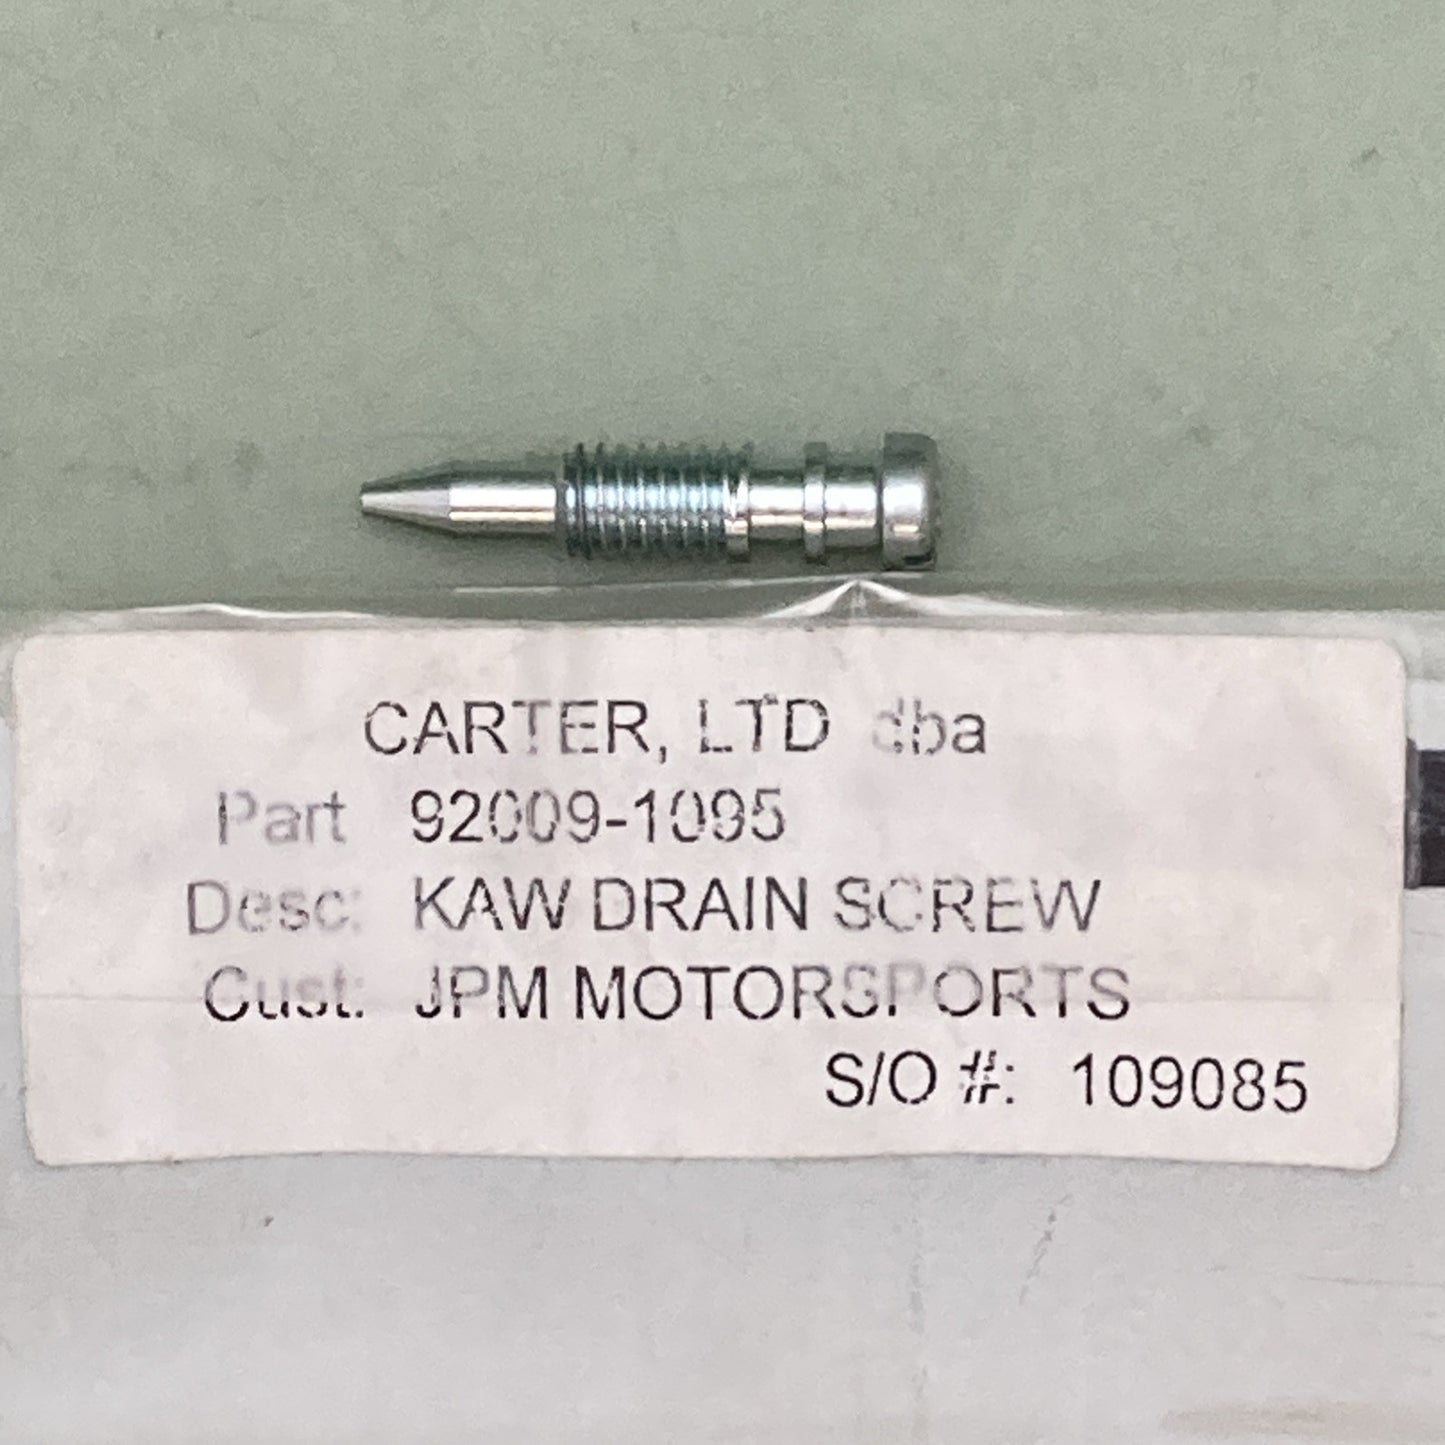 CARTER, LTD dba
Part 92009-1095
Desc: KAW DRAIN SCREW
Cust: JPM MOTORSPORTS
S/O #: 109085